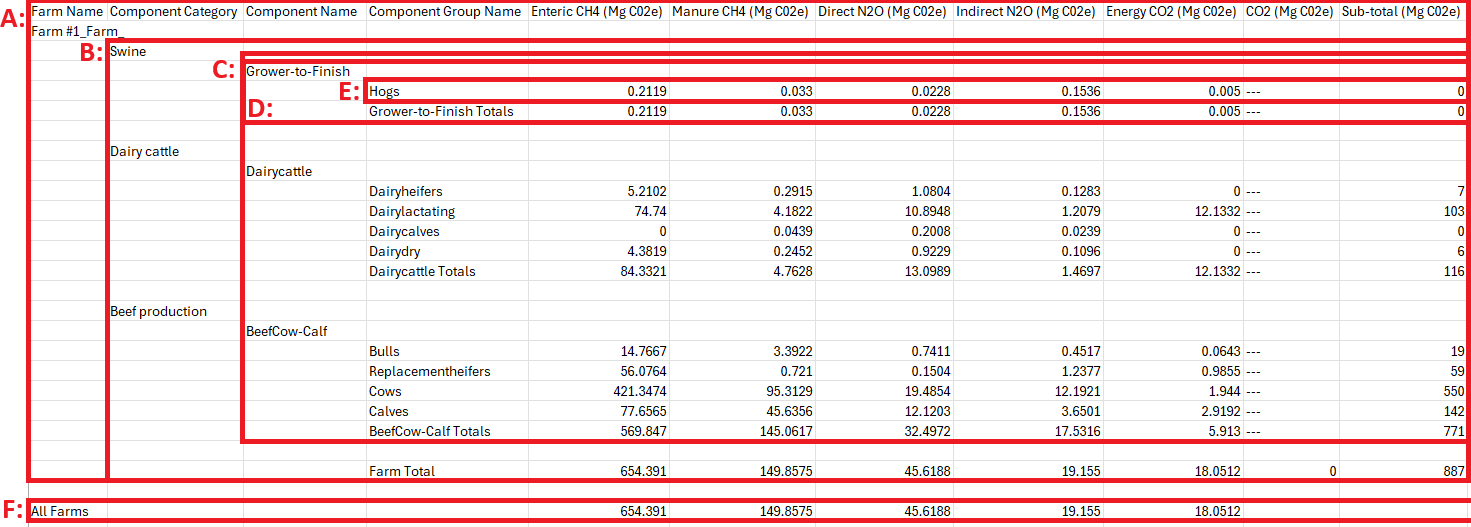 A: Farm Name Component Category Component Name Component Group Name Enteric CH4 (Mg C02e) Manure CH4 (Mg C02e) Direct N2O (Mg C02e) Indirect N2O (Mg C02e) Energy CO2 (Mg C02e) CO2 (Mg C02e) Sub-total (Mg C02e)
Farm #1_Farm_
B: Swine
C: Grower-to-Finish
E: Hogs 0.2119 0.033 0.0228 0.1536 0.005 --- 0
D: Grower-to-Finish Totals 0.2119 0.033 0.0228 0.1536 0.005 --- 0
Dairy cattle
Dairycattle
Dairyheifers 5.2102 0.2915 1.0804 0.1283 0 --- 7
Dairylactating 74.74 4.1822 10.8948 1.2079 12.1332 --- 103
Dairycalves 0 0.0439 0.2008 0.0239 0 --- 0
Dairydry 4.3819 0.2452 0.9229 0.1096 0 --- 6
Dairycattle Totals 84.3321 4.7628 13.0989 1.4697 12.1332 --- 116
Beef production
BeefCow-Calf
Bulls 14.7667 3.3922 0.7411 0.4517 0.0643 --- 19
Replacementheifers 56.0764 0.721 0.1504 1.2377 0.9855 --- 59
Cows 421.3474 95.3129 19.4854 12.1921 1.944 --- 550
Calves 77.6565 45.6356 12.1203 3.6501 2.9192 --- 142
BeefCow-Calf Totals 569.847 145.0617 32.4972 17.5316 5.913 --- 771
Farm Total 654.391 149.8575 45.6188 19.155 18.0512 0 887
F: All Farms 654.391 149.8575 45.6188 19.155 18.0512